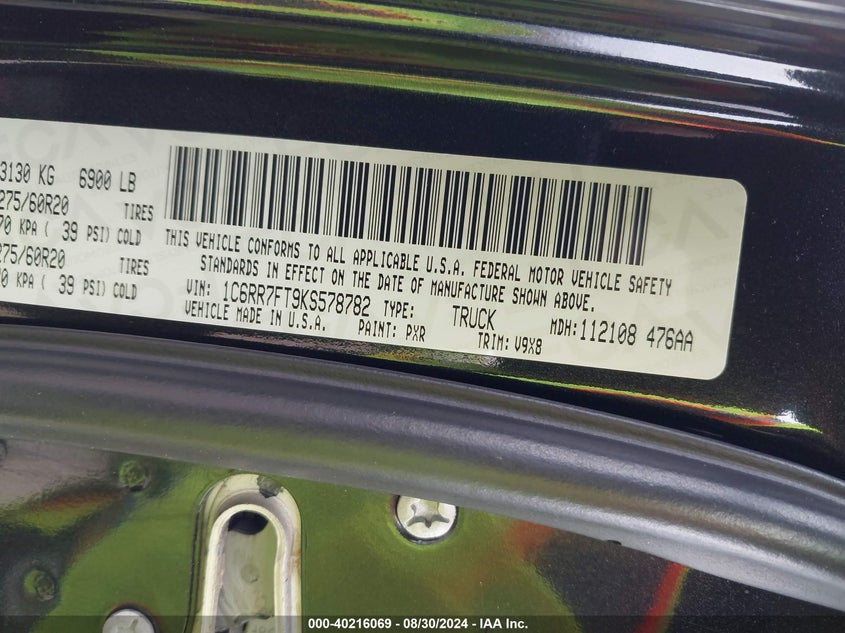 3130 KG 6900 LB
275/60R20 TIRES
70 KPA ( 39 PSI) COLD
275/60R20 TIRES
0 KPA ( 39 PSI) COLD
THIS VEHICLE CONFORMS TO ALL APPLICABLE U.S.A. FEDERAL MOTOR VEHICLE SAFETY
STANDARDS IN EFFECT ON THE DATE OF MANUFACTURE SHOWN ABOVE.
VIN: 1C6RR7FT9KS578782 TYPE: TRUCK MDH: 112108 476AA
VEHICLE MADE IN U.S.A. PAINT: PXR TRIM: V9X8
000-40216069 - 08/30/2024 - IAA Inc.